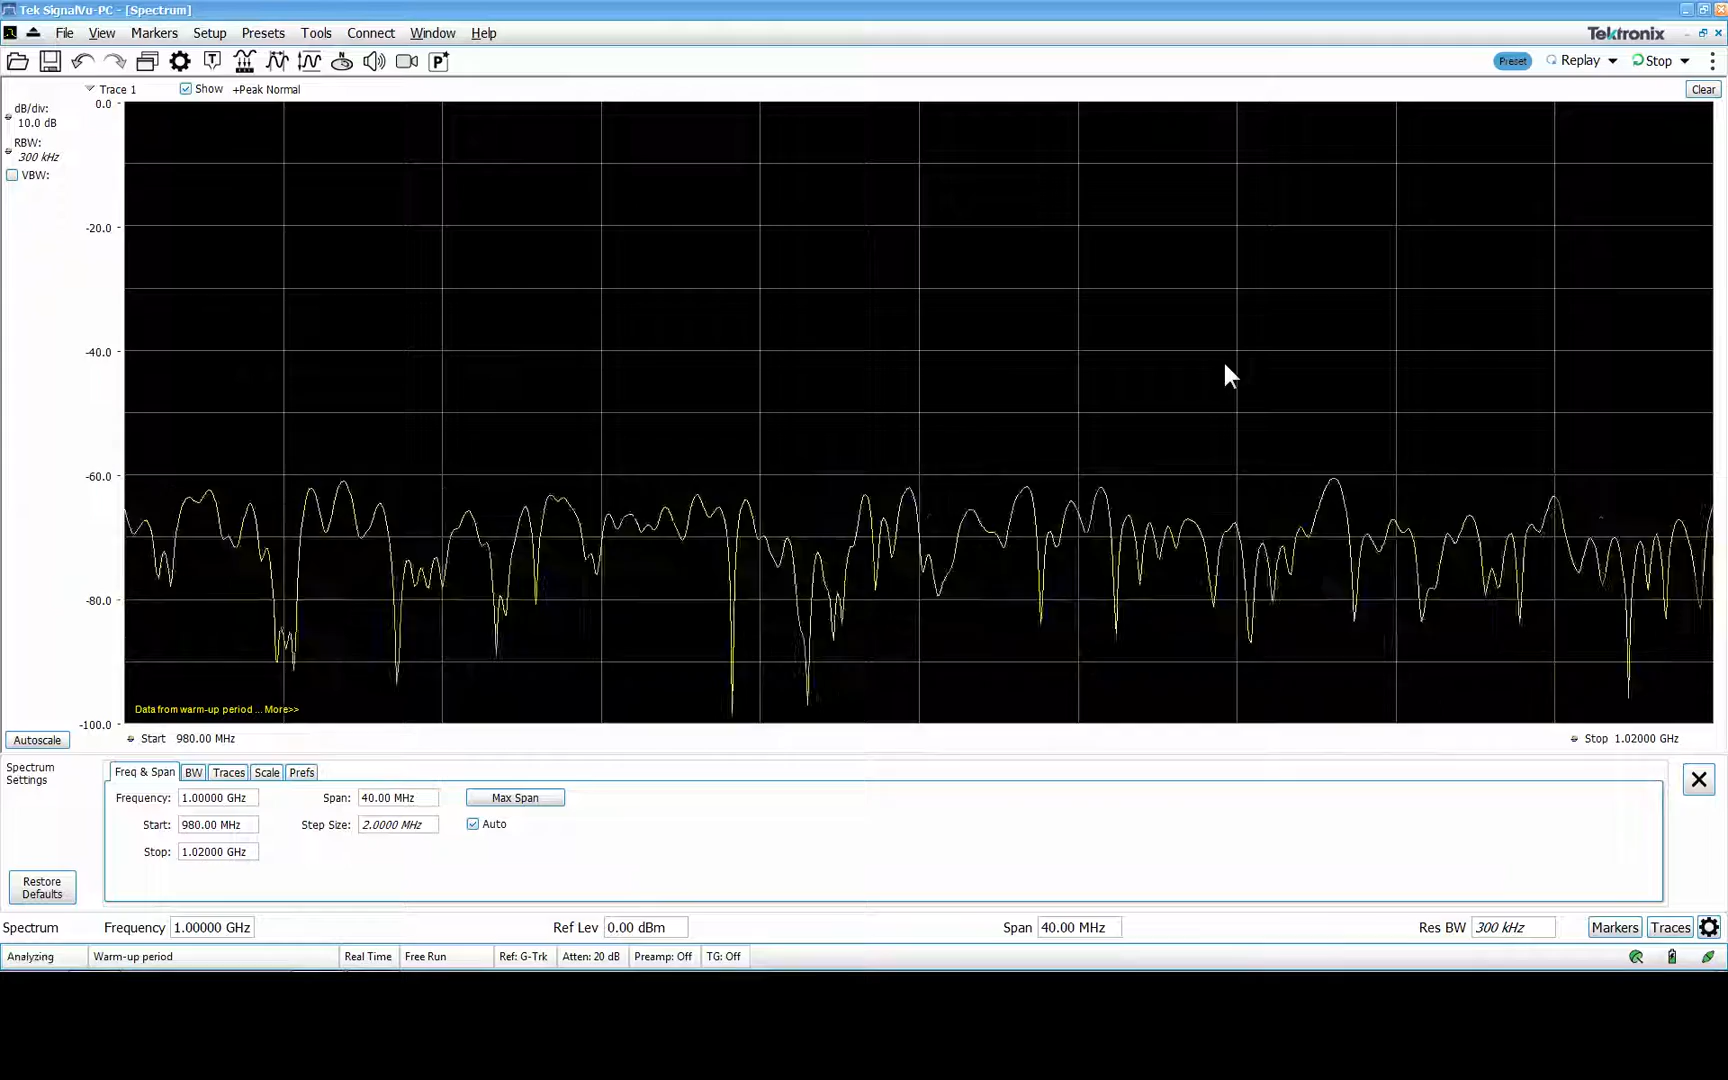 Tek SignalVu-PC - [Spectrum]
File View Markers Setup Presets Tools Connect Window Help
Tektronix
Preset Replay Stop
Trace 1 Show +Peak Normal
Clear
dB/div:
10.0 dB
RBW:
300 kHz
VBW:
0.0
-20.0
-40.0
-60.0
-80.0
-100.0
Data from warm-up period ... More>>
Autoscale
Start 980.00 MHz
Stop 1.02000 GHz
Spectrum
Settings
Freq & Span BW Traces Scale Prefs
Frequency: 1.00000 GHz Span: 40.00 MHz Max Span
Start: 980.00 MHz Step Size: 2.0000 MHz Auto
Stop: 1.02000 GHz
Restore
Defaults
Spectrum Frequency 1.00000 GHz Ref Lev 0.00 dBm Span 40.00 MHz Res BW 300 kHz Markers Traces
Analyzing Warm-up period Real Time Free Run Ref: G-Trk Atten: 20 dB Preamp: Off TG: Off